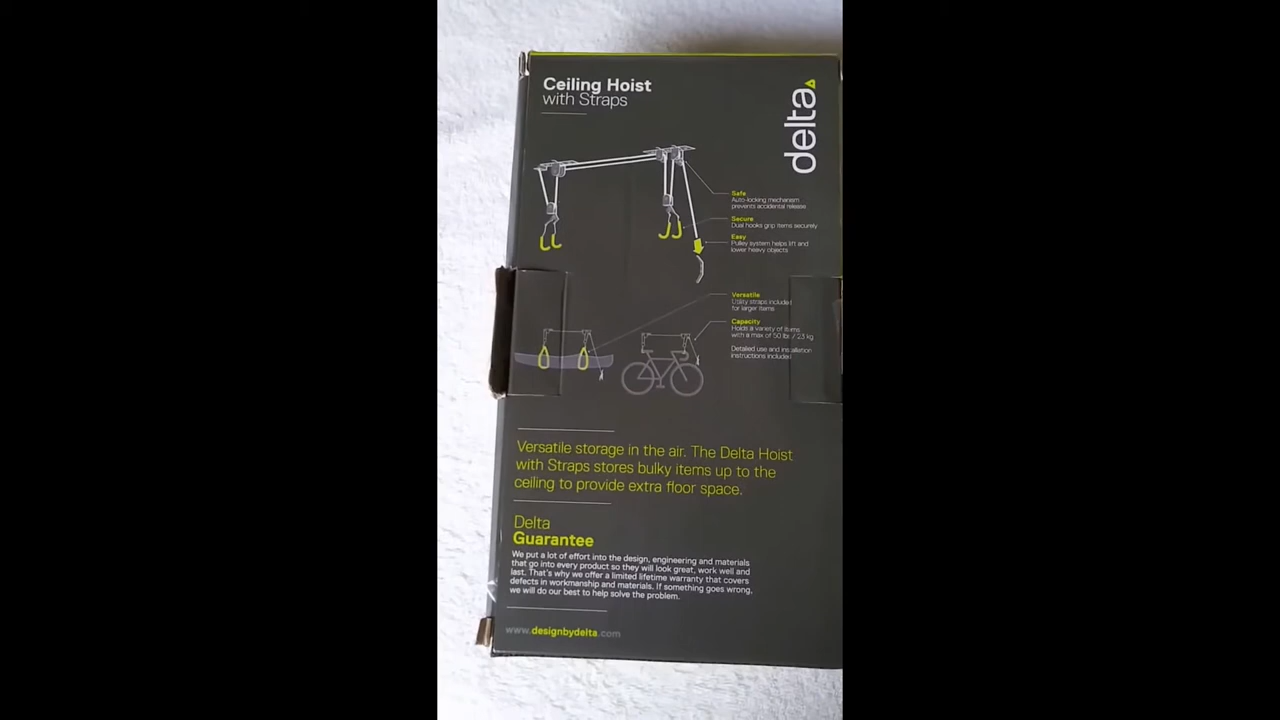 Ceiling Hoist
with Straps
delta
Safe
Auto-locking mechanism
prevents accidental release
Secure
Dual hooks grip items securely
Easy
Pulley system helps lift and
lower heavy objects
Versatile
Utility straps included
for larger items
Capacity
Holds a variety of items
with a max of 50 lbs / 23 kg
Detailed use and installation
instructions included
Versatile storage in the air. The Delta Hoist
with Straps stores bulky items up to the
ceiling to provide extra floor space.
Delta
Guarantee
We put a lot of effort into the design, engineering and materials
that go into every product so they will look great, work well and
last. That's why we offer a limited lifetime warranty that covers
defects in workmanship and materials. If something goes wrong,
we will do our best to help solve the problem.
www.designbydelta.com